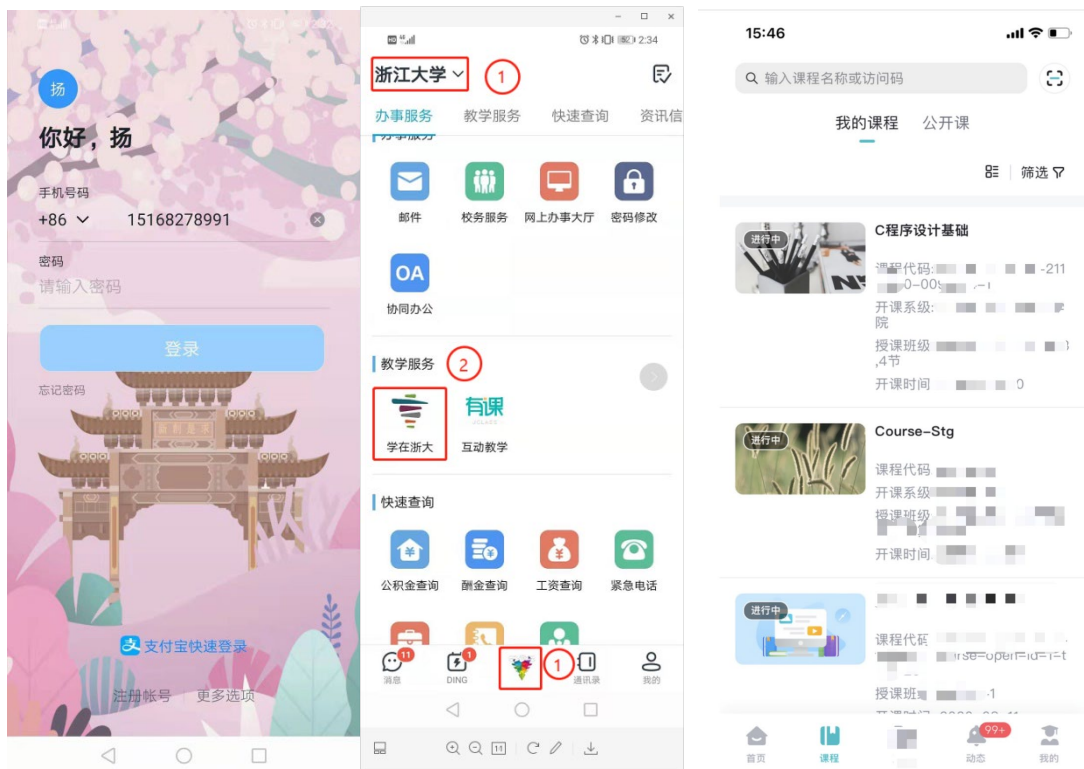 扬
你好，扬
手机号码
+86 15168278991
密码
请输入密码
登录
忘记密码
支付宝快速登录
注册帐号 更多选项
2:34
浙江大学
①
办事服务 教学服务 快速查询 资讯信
办事服务
邮件 校务服务 网上办事大厅 密码修改
OA
协同办公
教学服务
②
有课
学在浙大 互动教学
快速查询
公积金查询 酬金查询 工资查询 紧急电话
11 1
①
消息 DING 通讯录 我的
1:1
15:46
输入课程名称或访问码
我的课程 公开课
筛选
进行中
C程序设计基础
课程代码: -211
开课系级:
院
授课班级
,4节
开课时间
进行中
Course-Stg
课程代码
开课系级
授课班级
开课时间
进行中
课程代码
授课班 -1
99+
首页 课程 动态 我的